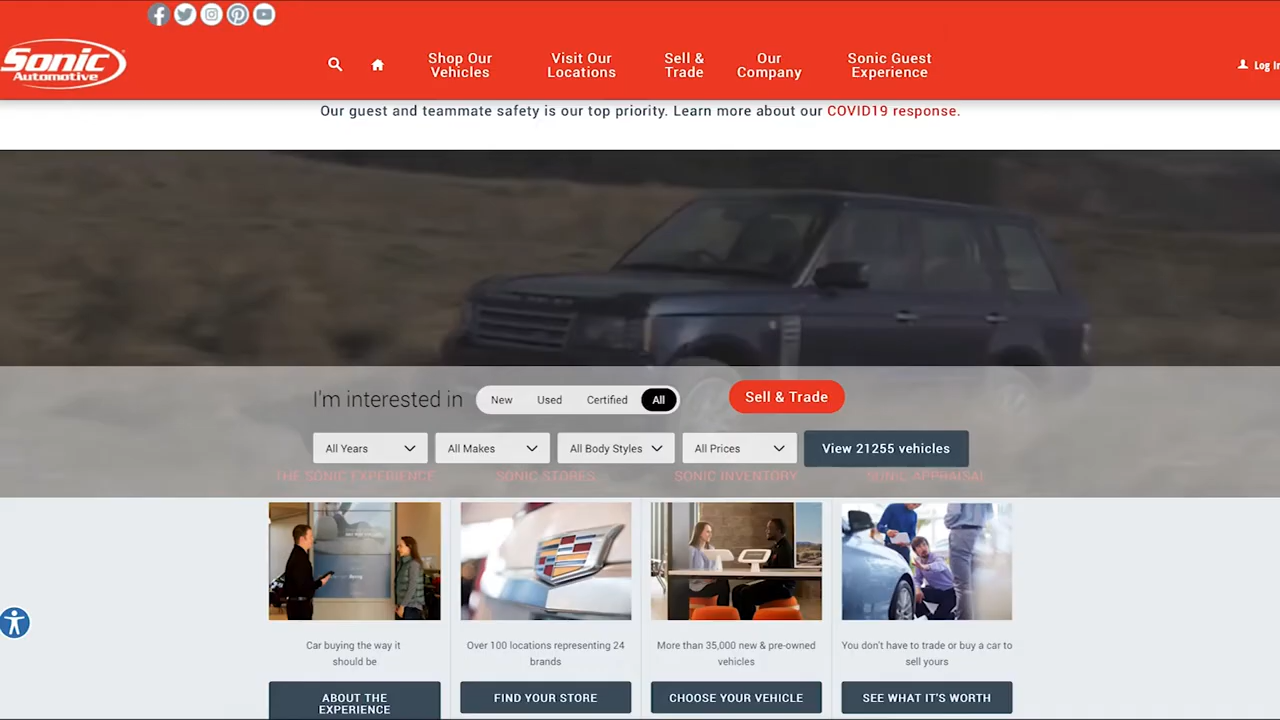 Sonic
Automotive
Shop Our
Vehicles
Visit Our
Locations
Sell &
Trade
Our
Company
Sonic Guest
Experience
Log In
Our guest and teammate safety is our top priority. Learn more about our COVID19 response.
I'm interested in
New Used Certified All
Sell & Trade
All Years All Makes All Body Styles All Prices View 21255 vehicles
THE SONIC EXPERIENCE SONIC STORES SONIC INVENTORY SONIC APPRAISAL
Car buying the way it
should be
ABOUT THE
EXPERIENCE
Over 100 locations representing 24
brands
FIND YOUR STORE
More than 35,000 new & pre-owned
vehicles
CHOOSE YOUR VEHICLE
You don't have to trade or buy a car to
sell yours
SEE WHAT IT'S WORTH